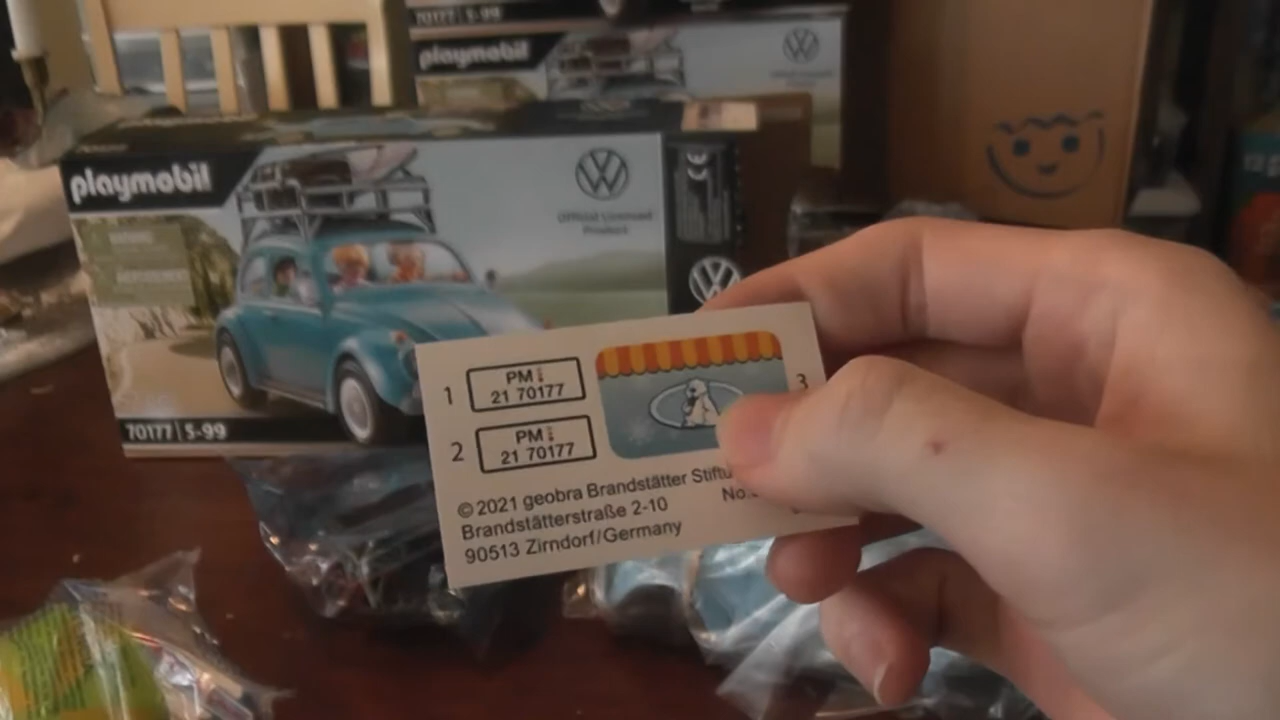 70177 | 5-99
playmobil
playmobil
Official Licensed
Product
70177 | 5-99
1
PM
21 70177
2
PM
21 70177
3
© 2021 geobra Brandstätter
No.
Brandstätterstraße 2-10
90513 Zirndorf/Germany